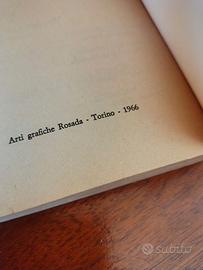 Arti grafiche Rosada - Torino - 1966
subito